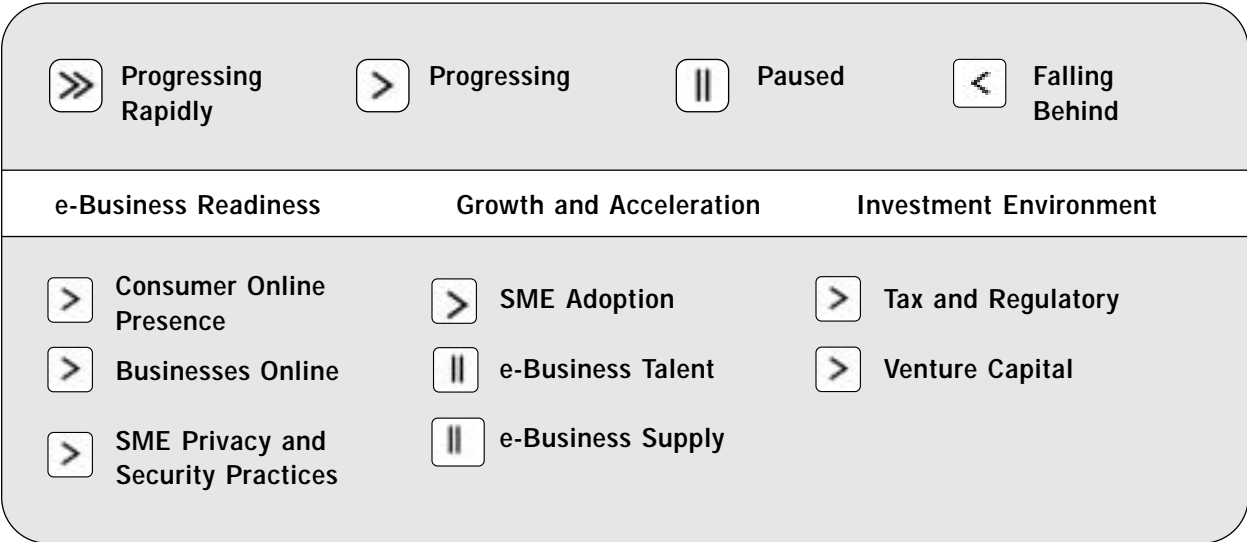 Progressing
Rapidly
Progressing
Paused
Falling
Behind
e-Business Readiness
Growth and Acceleration
Investment Environment
Consumer Online
Presence
Businesses Online
SME Privacy and
Security Practices
SME Adoption
e-Business Talent
e-Business Supply
Tax and Regulatory
Venture Capital